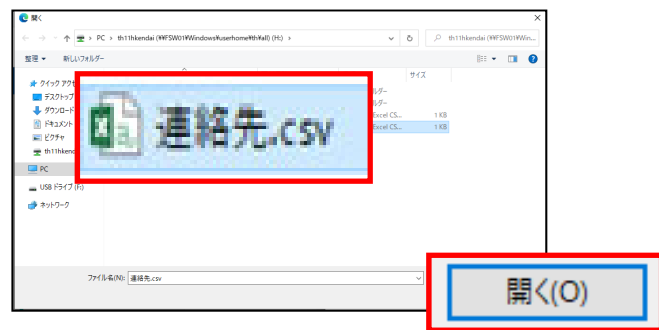 開く
PC > th11hkendai (¥¥FSW01¥Windows¥userhome¥th¥all) (H:) >
th11hkendai (¥¥FSW01¥Win...
整理 新しいフォルダー
サイズ
クイック アクセ
デスクトップ
ダウンロード
ドキュメント
ピクチャ
th11hkend
PC
USB ドライブ (F:)
ネットワーク
連絡先.csv
ルダー
ルダー
Excel CS... 1 KB
Excel CS... 1 KB
ファイル名(N): 連絡先.csv
開く(O)